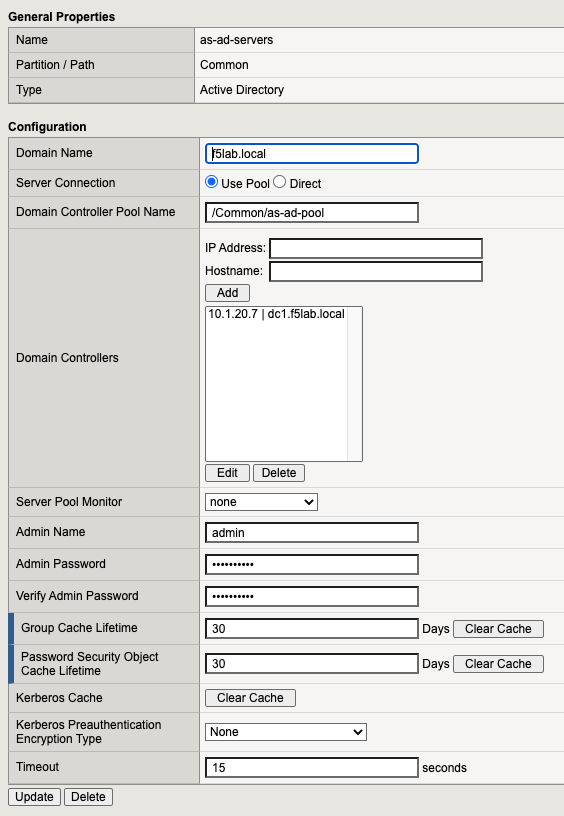 General Properties
Name as-ad-servers
Partition / Path Common
Type Active Directory
Configuration
Domain Name f5lab.local
Server Connection Use Pool Direct
Domain Controller Pool Name /Common/as-ad-pool
IP Address:
Hostname:
Add
Domain Controllers
10.1.20.7 | dc1.f5lab.local
Edit Delete
Server Pool Monitor none
Admin Name admin
Admin Password ••••••••••
Verify Admin Password ••••••••••
Group Cache Lifetime 30 Days Clear Cache
Password Security Object
Cache Lifetime 30 Days Clear Cache
Kerberos Cache Clear Cache
Kerberos Preauthentication
Encryption Type None
Timeout 15 seconds
Update Delete